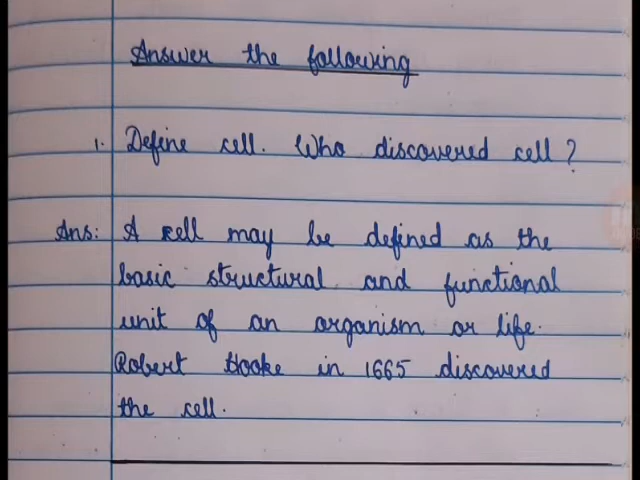 Answer the following
1. Define cell. Who discovered cell?
Ans: A cell may be defined as the
basic structural and functional
unit of an organism or life.
Robert Hooke in 1665 discovered
the cell.